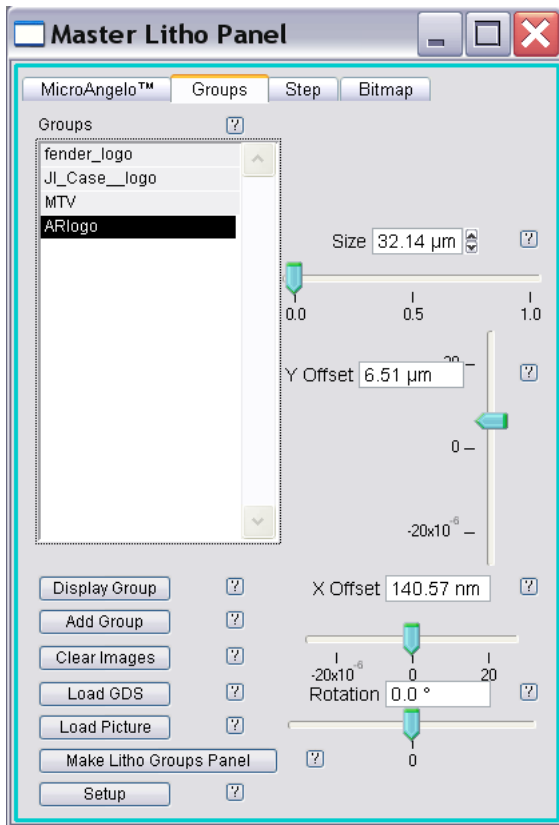 Master Litho Panel
MicroAngelo™ Groups Step Bitmap
Groups ?
fender_logo
JI_Case__logo
MTV
ARlogo
Size 32.14 µm ?
0.0 0.5 1.0
Y Offset 6.51 µm ?
0
-20x10-6
Display Group ? X Offset 140.57 nm ?
Add Group ?
Clear Images ?
-20x10-6 0 20
Load GDS ? Rotation 0.0 ° ?
Load Picture ?
Make Litho Groups Panel ? 0
Setup ?